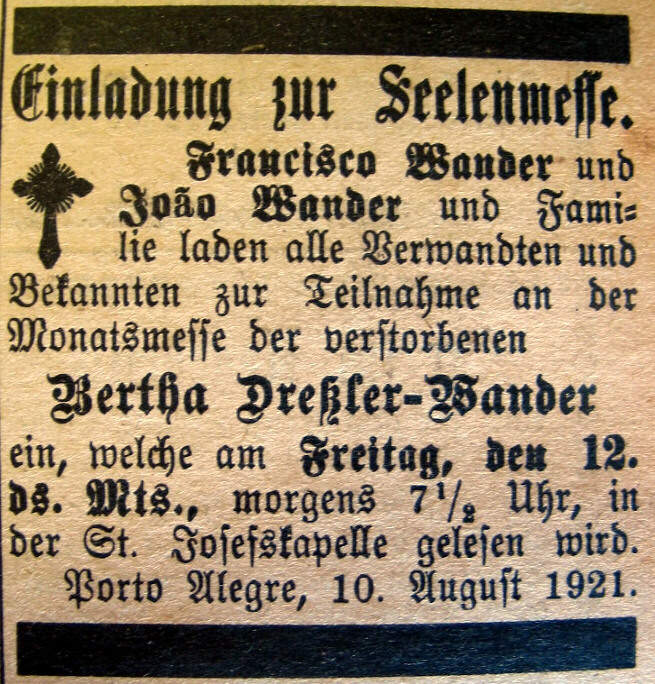 Einladung zur Seelenmesse.
Francisco Wander und
João Wander und Fami-
lie laden alle Verwandten und
Bekannten zur Teilnahme an der
Monatsmesse der verstorbenen
Bertha Dreßler-Wander
ein, welche am Freitag, den 12.
ds. Mts., morgens 7 1/2 Uhr, in
der St. Josefskapelle gelesen wird.
Porto Alegre, 10. August 1921.